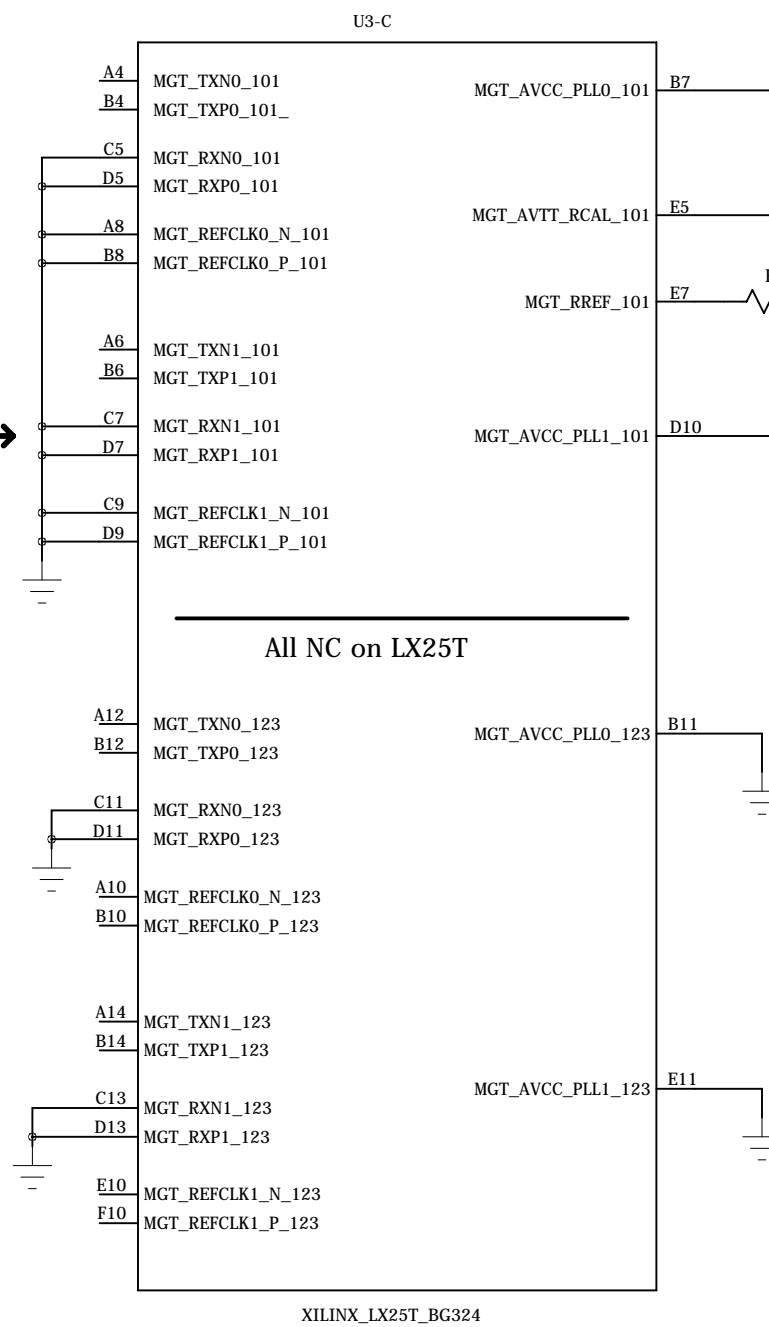 U3-C
A4 MGT_TXN0_101
B4 MGT_TXP0_101_
MGT_AVCC_PLL0_101 B7
C5 MGT_RXN0_101
D5 MGT_RXP0_101
MGT_AVTT_RCAL_101 E5
A8 MGT_REFCLK0_N_101
B8 MGT_REFCLK0_P_101
MGT_RREF_101 E7
A6 MGT_TXN1_101
B6 MGT_TXP1_101
C7 MGT_RXN1_101
MGT_AVCC_PLL1_101 D10
D7 MGT_RXP1_101
C9 MGT_REFCLK1_N_101
D9 MGT_REFCLK1_P_101
All NC on LX25T
A12 MGT_TXN0_123
MGT_AVCC_PLL0_123 B11
B12 MGT_TXP0_123
C11 MGT_RXN0_123
D11 MGT_RXP0_123
A10 MGT_REFCLK0_N_123
B10 MGT_REFCLK0_P_123
A14 MGT_TXN1_123
B14 MGT_TXP1_123
MGT_AVCC_PLL1_123 E11
C13 MGT_RXN1_123
D13 MGT_RXP1_123
E10 MGT_REFCLK1_N_123
F10 MGT_REFCLK1_P_123
XILINX_LX25T_BG324